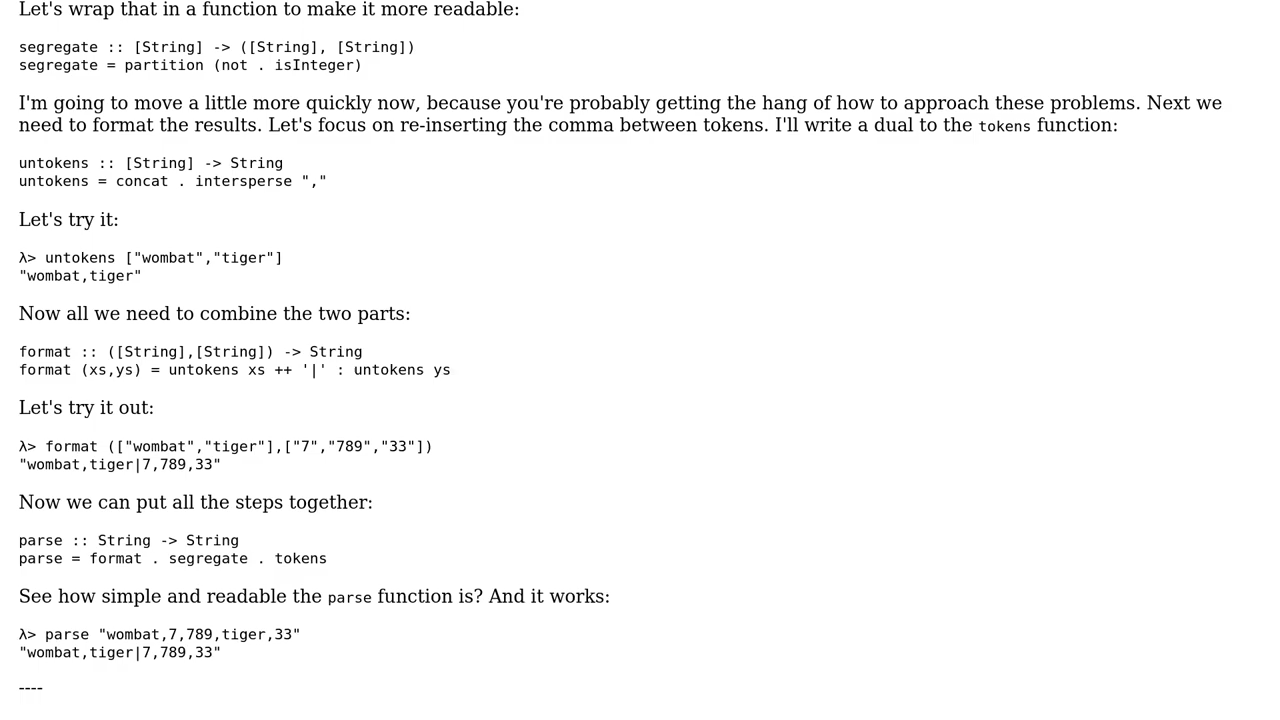 Let's wrap that in a function to make it more readable:
segregate :: [String] -> ([String], [String])
segregate = partition (not . isInteger)
I'm going to move a little more quickly now, because you're probably getting the hang of how to approach these problems. Next we
need to format the results. Let's focus on re-inserting the comma between tokens. I'll write a dual to the tokens function:
untokens :: [String] -> String
untokens = concat . intersperse ","
Let's try it:
λ> untokens ["wombat","tiger"]
"wombat,tiger"
Now all we need to combine the two parts:
format :: ([String],[String]) -> String
format (xs,ys) = untokens xs ++ '|' : untokens ys
Let's try it out:
λ> format (["wombat","tiger"],["7","789","33"])
"wombat,tiger|7,789,33"
Now we can put all the steps together:
parse :: String -> String
parse = format . segregate . tokens
See how simple and readable the parse function is? And it works:
λ> parse "wombat,7,789,tiger,33"
"wombat,tiger|7,789,33"
----